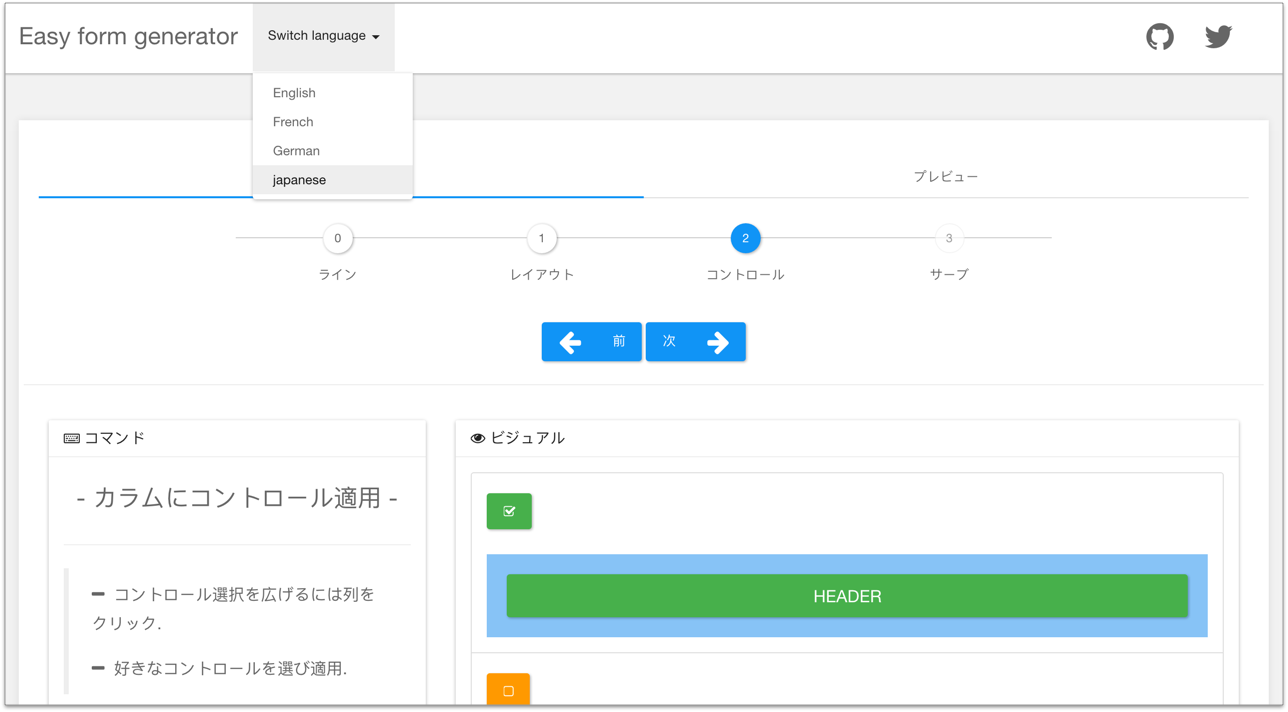 Easy form generator
Switch language
English
French
German
japanese
プレビュー
0
1
2
3
ライン
レイアウト
コントロール
サーブ
前
次
コマンド
- カラムにコントロール適用 -
コントロール選択を広げるには列を
クリック.
好きなコントロールを選び適用.
ビジュアル
HEADER